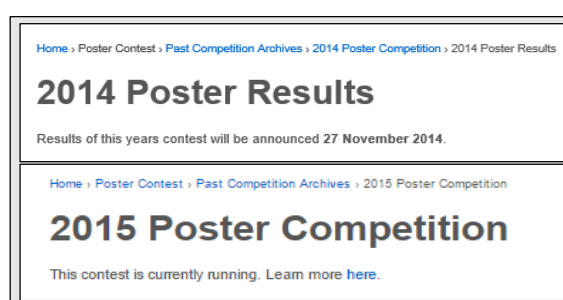 Home › Poster Contest › Past Competition Archives › 2014 Poster Competition › 2014 Poster Results
2014 Poster Results
Results of this years contest will be announced 27 November 2014.
Home › Poster Contest › Past Competition Archives › 2015 Poster Competition
2015 Poster Competition
This contest is currently running. Learn more here.